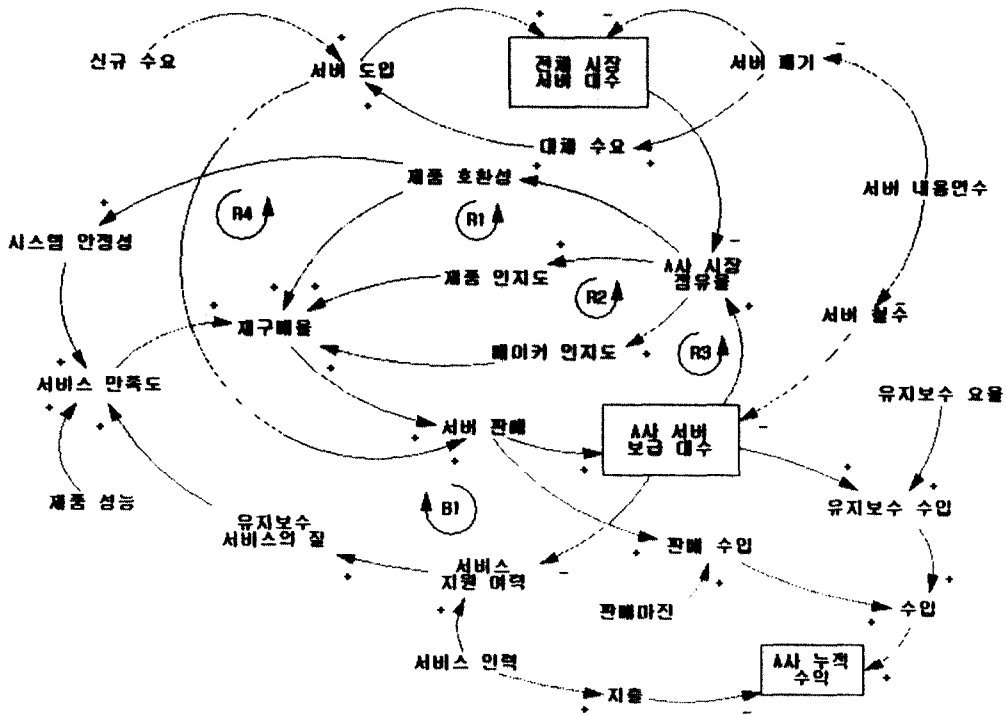 신규 수요
서버 도입
전체 시장
서버 대수
서버 폐기
대체 수요
제품 호환성
서버 내용연수
R4
R1
시스템 안정성
A사 시장
점유율
제품 인지도
R2
서버 철수
재구매율
메이커 인지도
R3
서비스 만족도
유지보수 요율
서버 판매
A사 서버
보급 대수
제품 성능
B1
유지보수
서비스의 질
유지보수 수입
판매 수입
서비스
지원 여력
판매마진
수입
서비스 인력
A사 누적
수익
지출